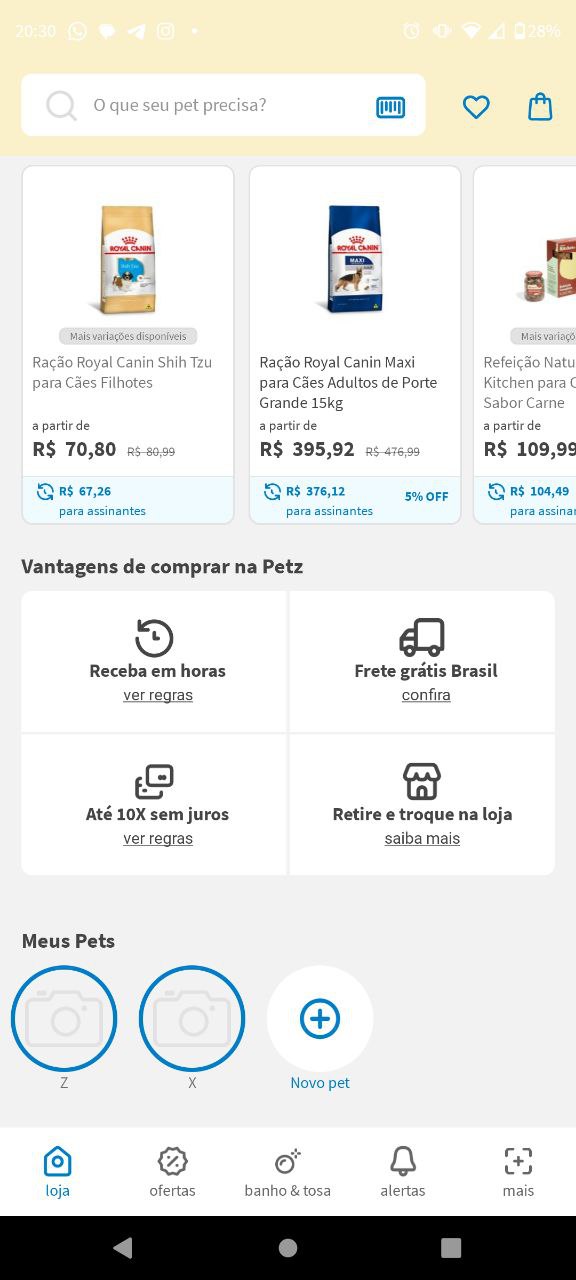 20:30
28%
O que seu pet precisa?
ROYAL CANIN
Shih Tzu
ROYAL CANIN
MAXI
Mais variações disponíveis
Mais variaçõ
Ração Royal Canin Shih Tzu
para Cães Filhotes
a partir de
R$ 70,80 R$ 80,99
R$ 67,26
para assinantes
Ração Royal Canin Maxi
para Cães Adultos de Porte
Grande 15kg
a partir de
R$ 395,92 R$ 476,99
R$ 376,12
para assinantes
5% OFF
Refeição Natu
Kitchen para C
Sabor Carne
a partir de
R$ 109,99
R$ 104,49
para assinan
Vantagens de comprar na Petz
Receba em horas
ver regras
Frete grátis Brasil
confira
Até 10X sem juros
ver regras
Retire e troque na loja
saiba mais
Meus Pets
Z
X
Novo pet
loja
ofertas
banho & tosa
alertas
mais